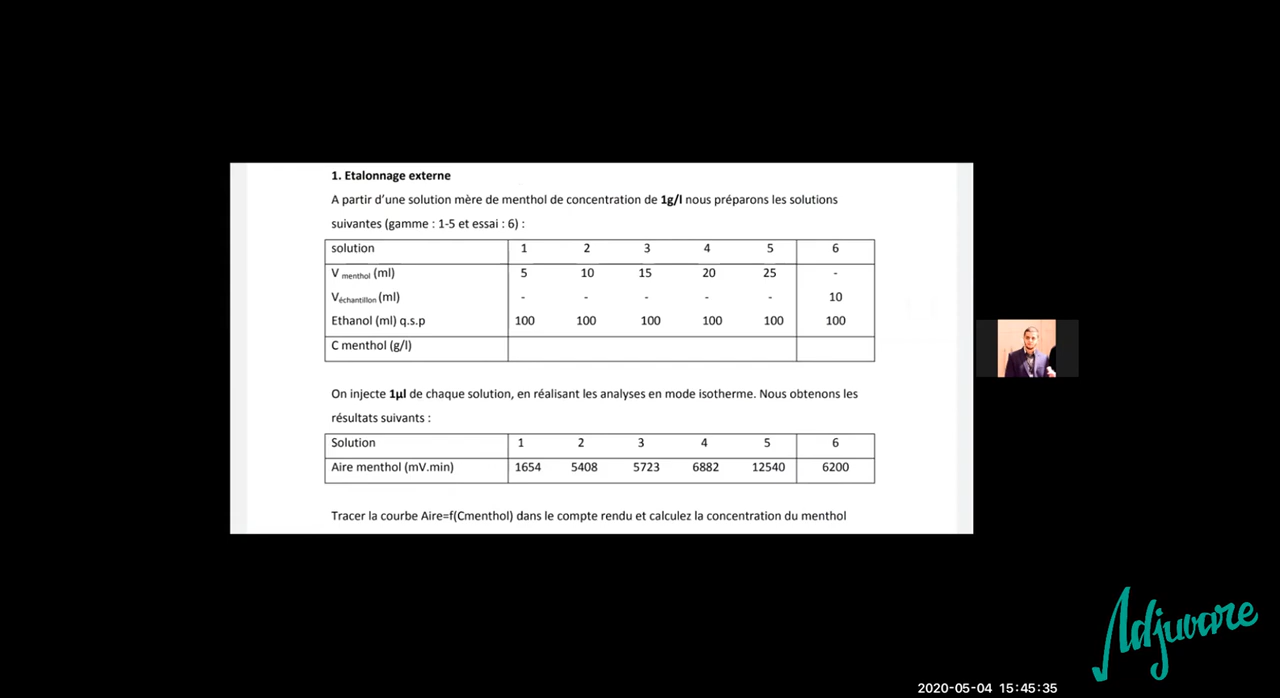 1. Etalonnage externe
A partir d'une solution mère de menthol de concentration de 1g/l nous préparons les solutions
suivantes (gamme : 1-5 et essai : 6) :
solution 1 2 3 4 5 6
V menthol (ml) 5 10 15 20 25 -
Véchantillon (ml) - - - - - 10
Ethanol (ml) q.s.p 100 100 100 100 100 100
C menthol (g/l)
On injecte 1µl de chaque solution, en réalisant les analyses en mode isotherme. Nous obtenons les
résultats suivants :
Solution 1 2 3 4 5 6
Aire menthol (mV.min) 1654 5408 5723 6882 12540 6200
Tracer la courbe Aire=f(Cmenthol) dans le compte rendu et calculez la concentration du menthol
Adjuvare
2020-05-04 15:45:35